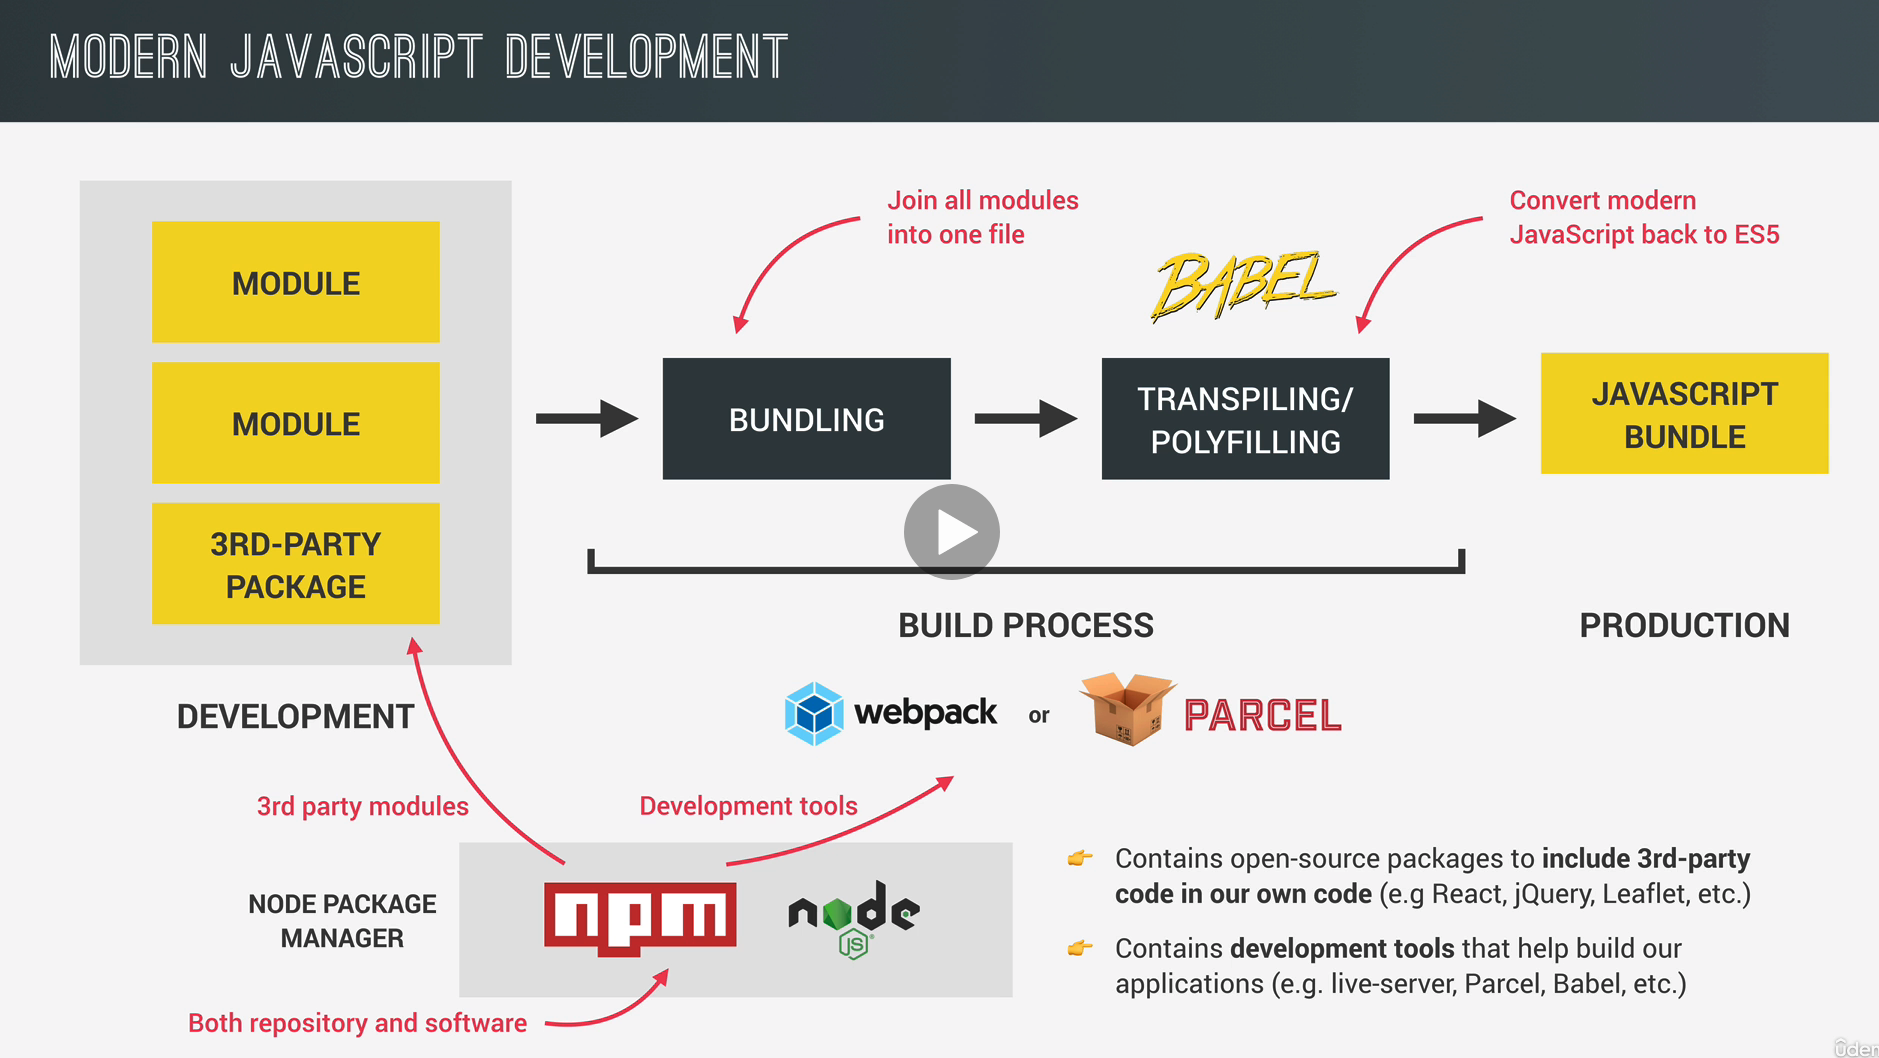 MODERN JAVASCRIPT DEVELOPMENT
Join all modules
into one file
Convert modern
JavaScript back to ES5
BABEL
MODULE
MODULE
3RD-PARTY
PACKAGE
BUNDLING
TRANSPILING/
POLYFILLING
JAVASCRIPT
BUNDLE
DEVELOPMENT
BUILD PROCESS
PRODUCTION
webpack or PARCEL
3rd party modules
Development tools
NODE PACKAGE
MANAGER
npm
node
JS
Both repository and software
Contains open-source packages to include 3rd-party
code in our own code (e.g React, jQuery, Leaflet, etc.)
Contains development tools that help build our
applications (e.g. live-server, Parcel, Babel, etc.)